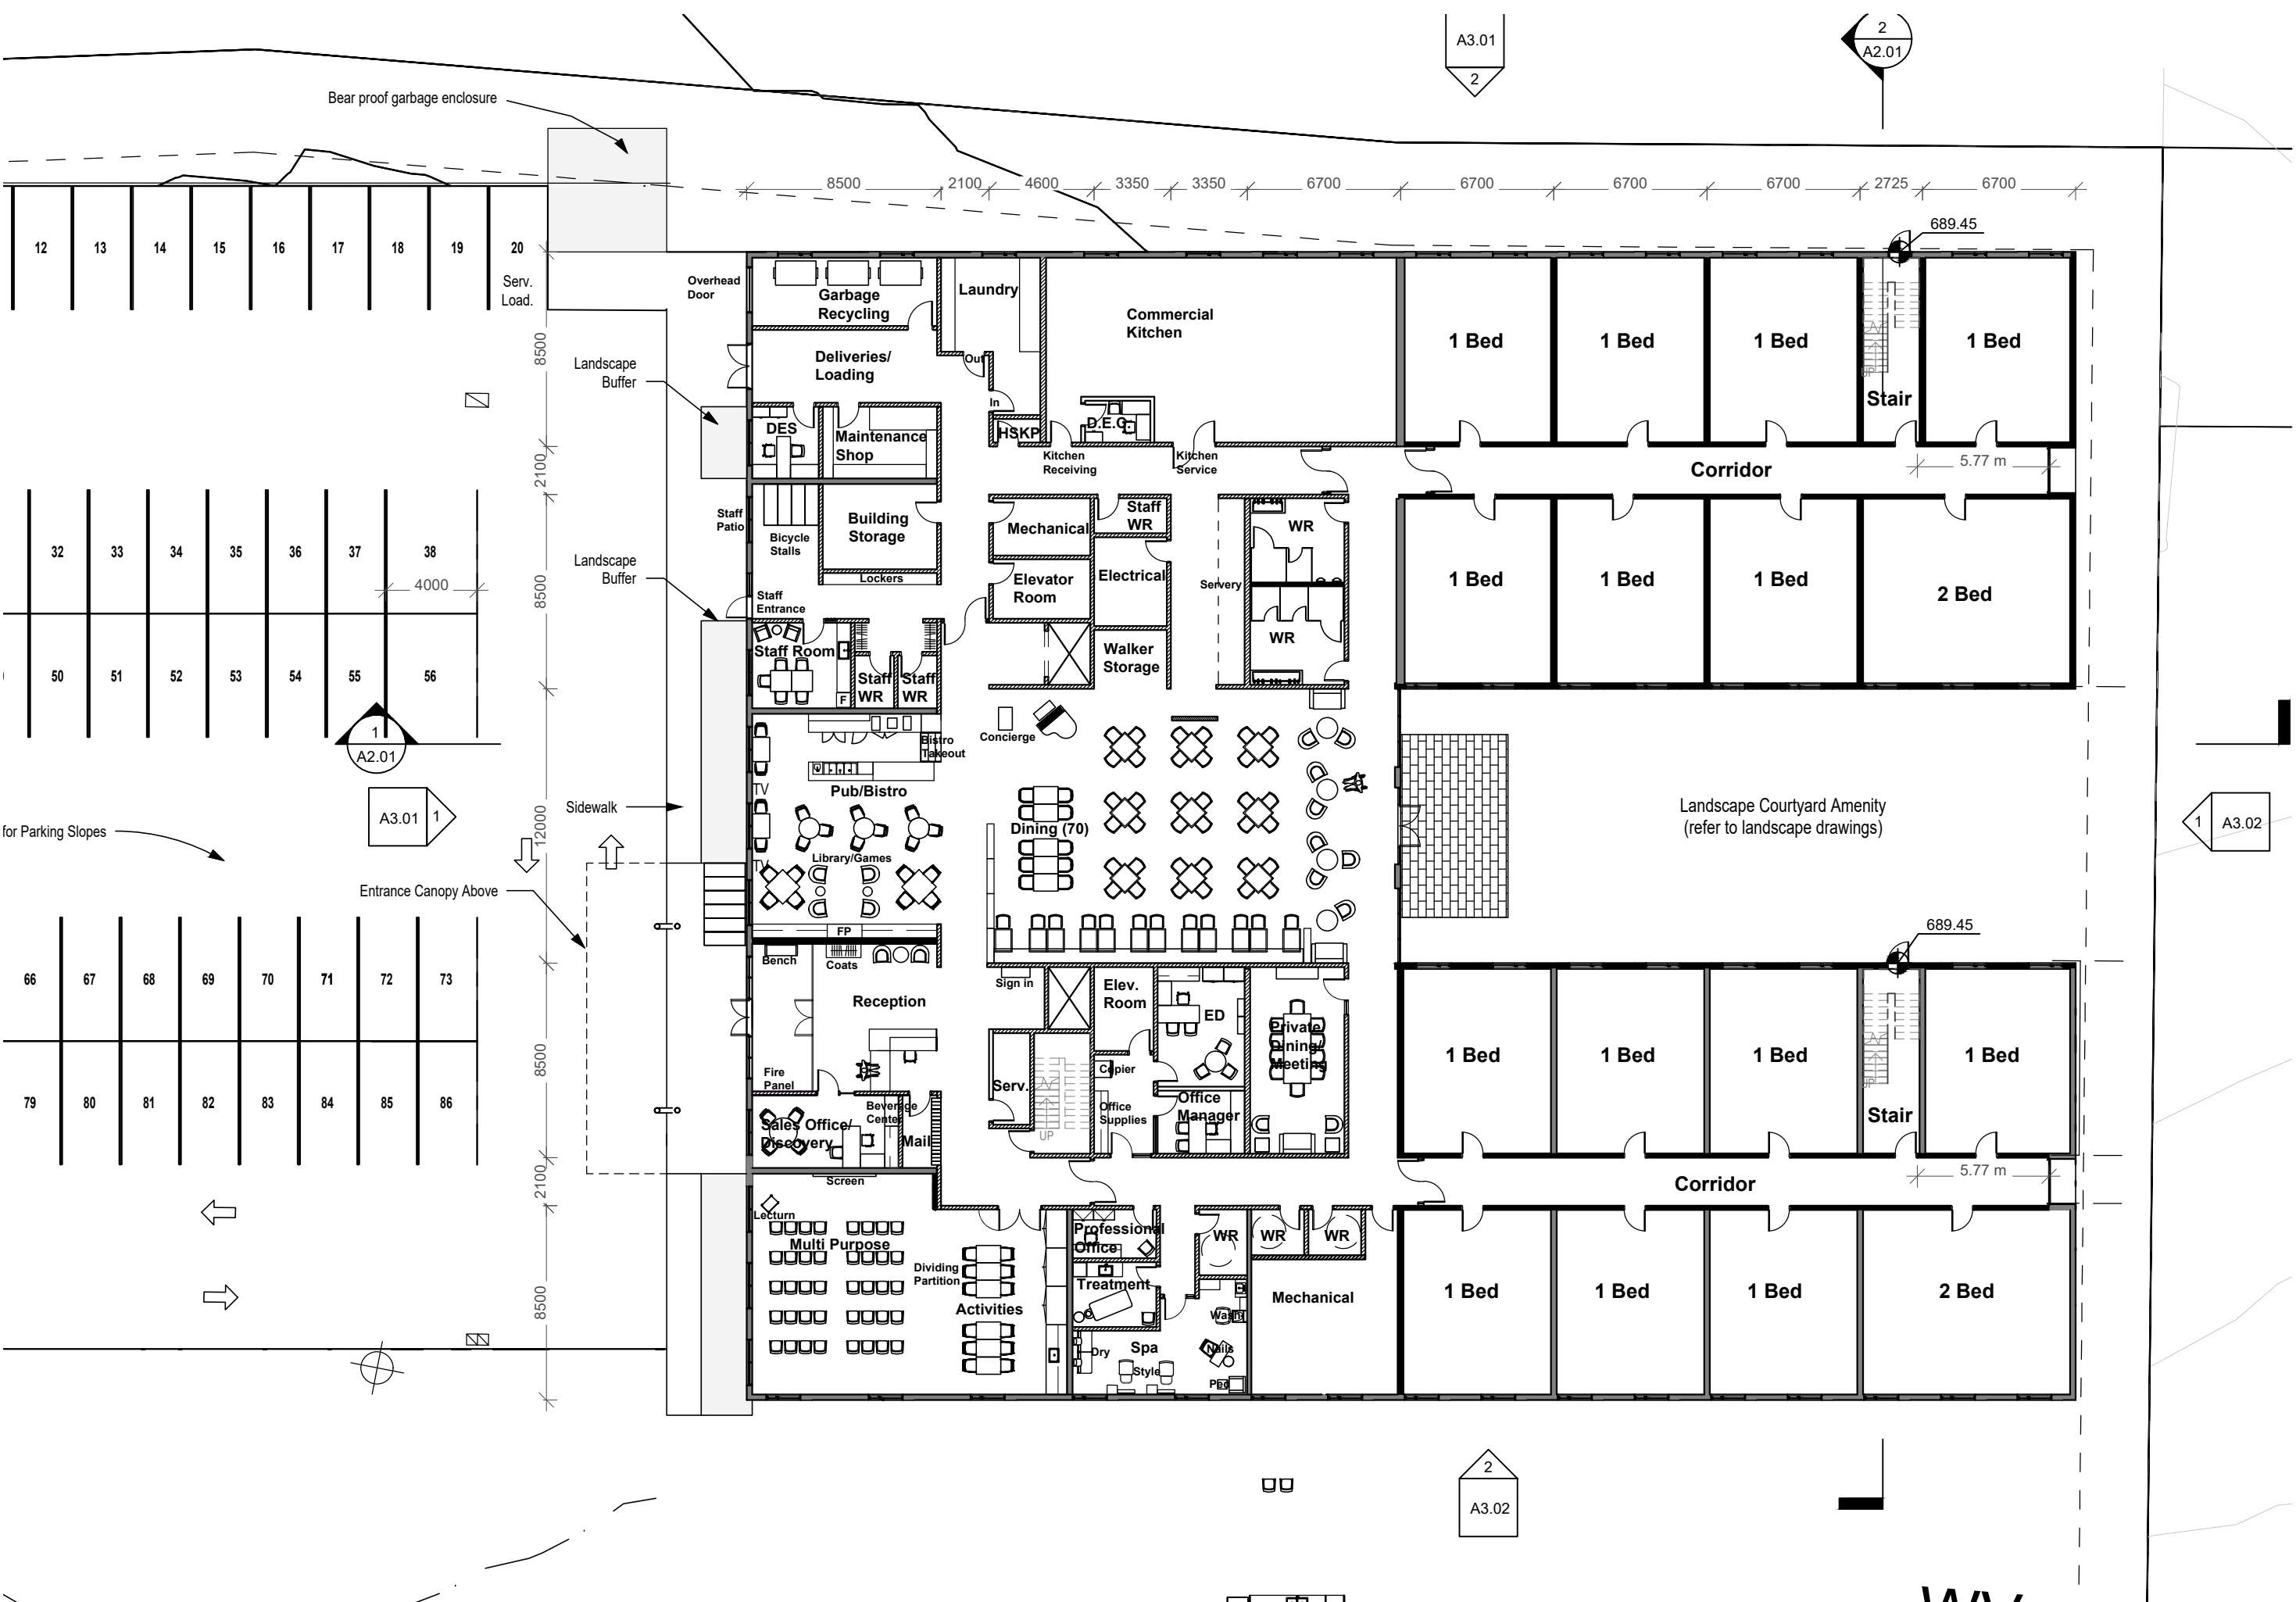 A3.01
2
2
A2.01
Bear proof garbage enclosure
8500
2100
4600
3350
3350
6700
6700
6700
6700
2725
6700
689.45
12
13
14
15
16
17
18
19
20
Serv.
Load.
Overhead
Door
Garbage
Recycling
Laundry
Commercial
Kitchen
1 Bed
1 Bed
1 Bed
1 Bed
UP
Stair
8500
Landscape
Buffer
Deliveries/
Loading
Out
In
DES
Maintenance
Shop
HSKP
D.E.C.
Kitchen
Receiving
Kitchen
Service
Corridor
5.77 m
2100
Staff
Patio
Bicycle
Stalls
Building
Storage
Lockers
Mechanical
Staff
WR
WR
32
33
34
35
36
37
38
4000
Landscape
Buffer
8500
Elevator
Room
Electrical
Servery
1 Bed
1 Bed
1 Bed
2 Bed
Staff
Entrance
Staff Room
F
Staff
WR
Staff
WR
Walker
Storage
WR
50
51
52
53
54
55
56
1
A2.01
Concierge
Bistro
Takeout
TV
Pub/Bistro
Sidewalk
12000
A3.01
1
for Parking Slopes
Dining (70)
Landscape Courtyard Amenity
(refer to landscape drawings)
1
A3.02
TV
Library/Games
Entrance Canopy Above
FP
689.45
Bench
Coats
Sign in
66
67
68
69
70
71
72
73
Reception
Elev.
Room
ED
Private
Dining/
Meeting
1 Bed
1 Bed
1 Bed
1 Bed
UP
Stair
8500
Fire
Panel
Serv.
Copier
79
80
81
82
83
84
85
86
Beverage
Center
Office
Supplies
Office
Manager
Sales Office/
Discovery
Mail
UP
2100
Screen
Corridor
5.77 m
Lecturn
Multi Purpose
Dividing
Partition
Activities
Professional
Office
WR
WR
WR
Treatment
Mechanical
1 Bed
1 Bed
1 Bed
2 Bed
8500
Wash
Dry
Spa
Nails
Style
Ped
2
A3.02